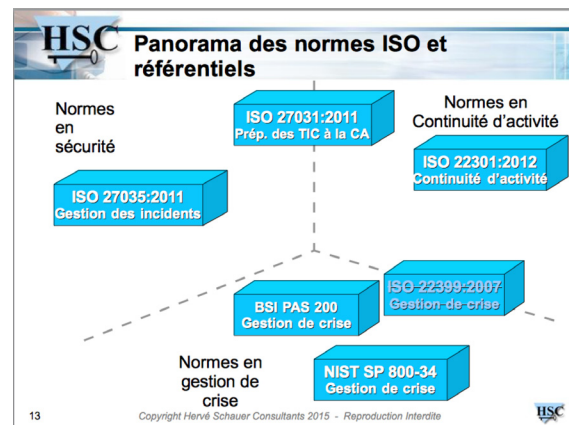 HSC
Panorama des normes ISO et
référentiels
Normes
en
sécurité
ISO 27031:2011
Prép. des TIC à la CA
Normes en
Continuité d'activité
ISO 22301:2012
Continuité d'activité
ISO 27035:2011
Gestion des incidents
ISO 22399:2007
Gestion de crise
BSI PAS 200
Gestion de crise
Normes en
gestion de
crise
NIST SP 800-34
Gestion de crise
13
Copyright Hervé Schauer Consultants 2015 - Reproduction Interdite
HSC